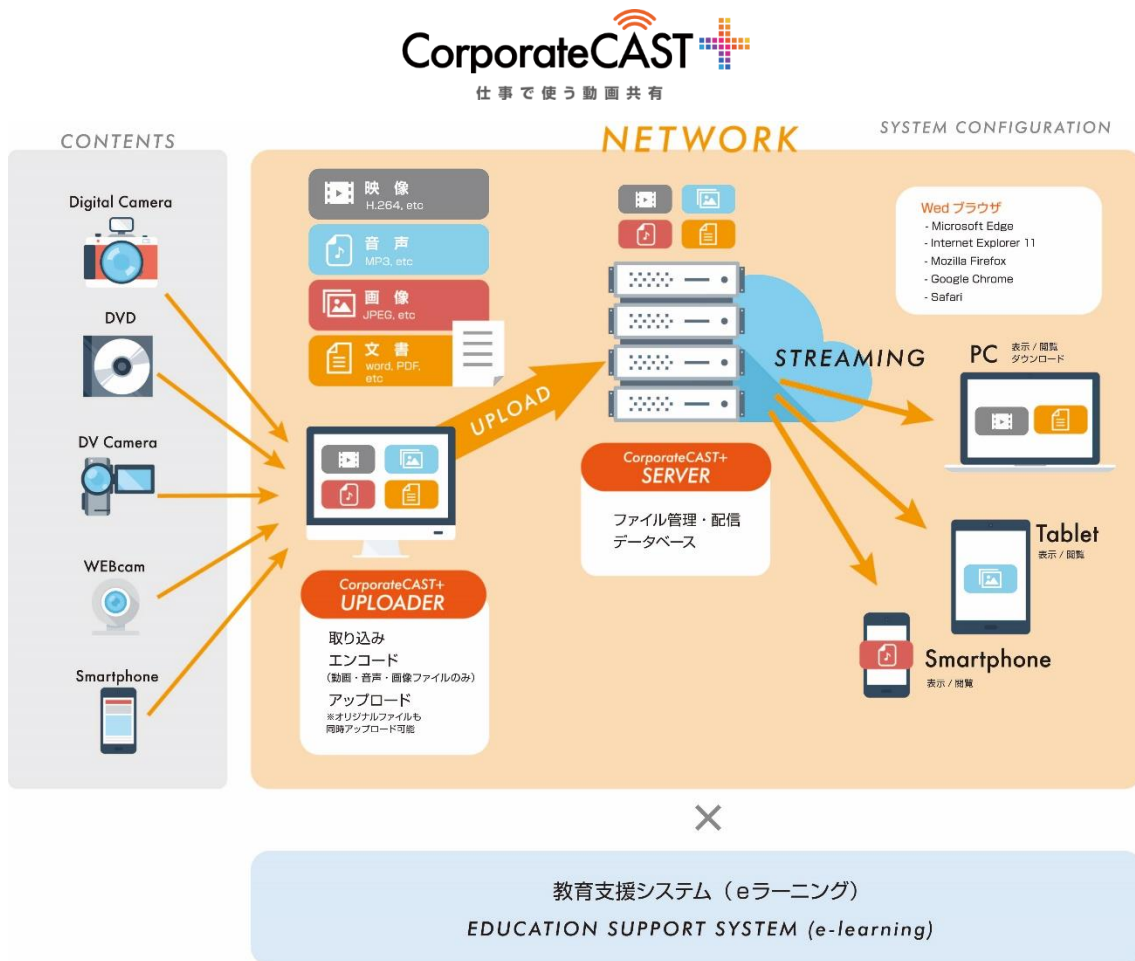 CorporateCAST
仕事で使う動画共有
CONTENTS
NETWORK
SYSTEM CONFIGURATION
Digital Camera
DVD
DV Camera
WEBcam
Smartphone
映像
H.264, etc
音声
MP3, etc
画像
JPEG, etc
文書
word, PDF,
etc
UPLOAD
CorporateCAST+
UPLOADER
取り込み
エンコード
（動画・音声・画像ファイルのみ）
アップロード
※オリジナルファイルも
同時アップロード可能
CorporateCAST+
SERVER
ファイル管理・配信
データベース
Wed ブラウザ
- Microsoft Edge
- Internet Explorer 11
- Mozilla Firefox
- Google Chrome
- Safari
STREAMING
PC
表示 / 閲覧
ダウンロード
Tablet
表示 / 閲覧
Smartphone
表示 / 閲覧
×
教育支援システム（eラーニング）
EDUCATION SUPPORT SYSTEM (e-learning)